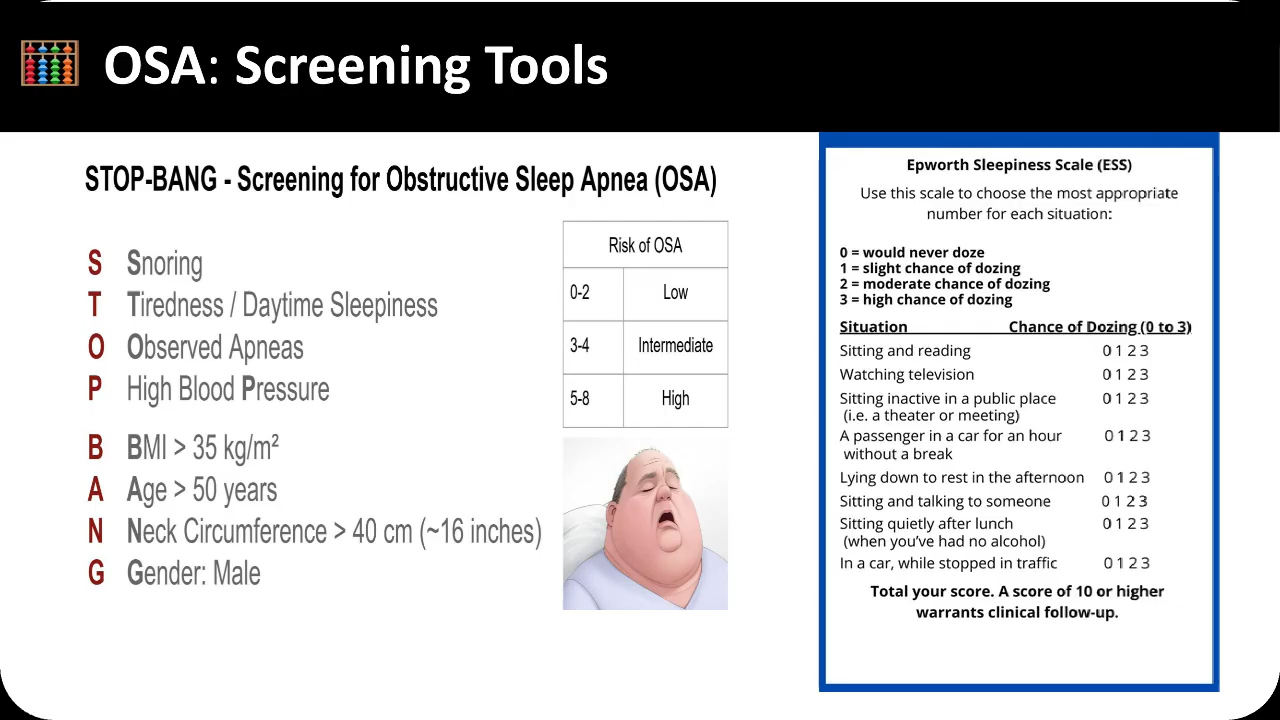 OSA: Screening Tools
STOP-BANG - Screening for Obstructive Sleep Apnea (OSA)
S Snoring
T Tiredness / Daytime Sleepiness
O Observed Apneas
P High Blood Pressure
B BMI > 35 kg/m²
A Age > 50 years
N Neck Circumference > 40 cm (~16 inches)
G Gender: Male
Risk of OSA
0-2 Low
3-4 Intermediate
5-8 High
Epworth Sleepiness Scale (ESS)
Use this scale to choose the most appropriate
number for each situation:
0 = would never doze
1 = slight chance of dozing
2 = moderate chance of dozing
3 = high chance of dozing
Situation Chance of Dozing (0 to 3)
Sitting and reading 0 1 2 3
Watching television 0 1 2 3
Sitting inactive in a public place 0 1 2 3
(i.e. a theater or meeting)
A passenger in a car for an hour 0 1 2 3
without a break
Lying down to rest in the afternoon 0 1 2 3
Sitting and talking to someone 0 1 2 3
Sitting quietly after lunch 0 1 2 3
(when you've had no alcohol)
In a car, while stopped in traffic 0 1 2 3
Total your score. A score of 10 or higher
warrants clinical follow-up.